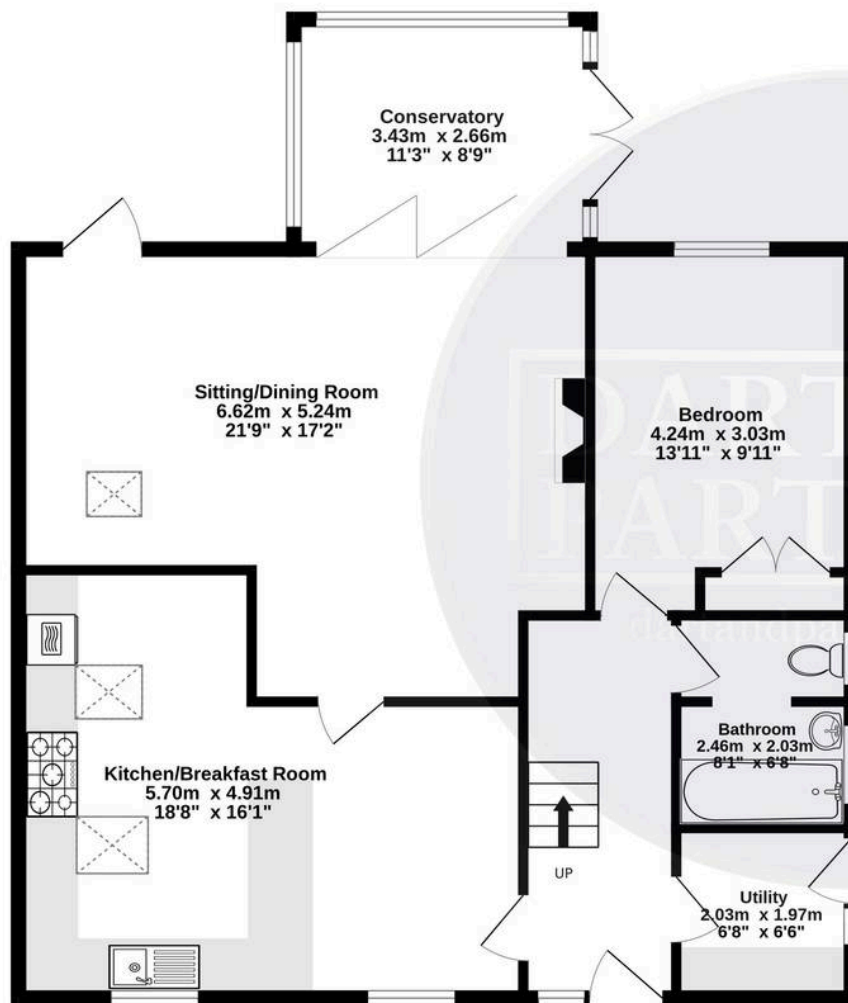 Conservatory
3.43m x 2.66m
11'3" x 8'9"
Sitting/Dining Room
6.62m x 5.24m
21'9" x 17'2"
Bedroom
4.24m x 3.03m
13'11" x 9'11"
DART
PART
dartandpa
Bathroom
2.46m x 2.03m
8'1" x 6'8"
Kitchen/Breakfast Room
5.70m x 4.91m
18'8" x 16'1"
UP
Utility
2.03m x 1.97m
6'8" x 6'6"